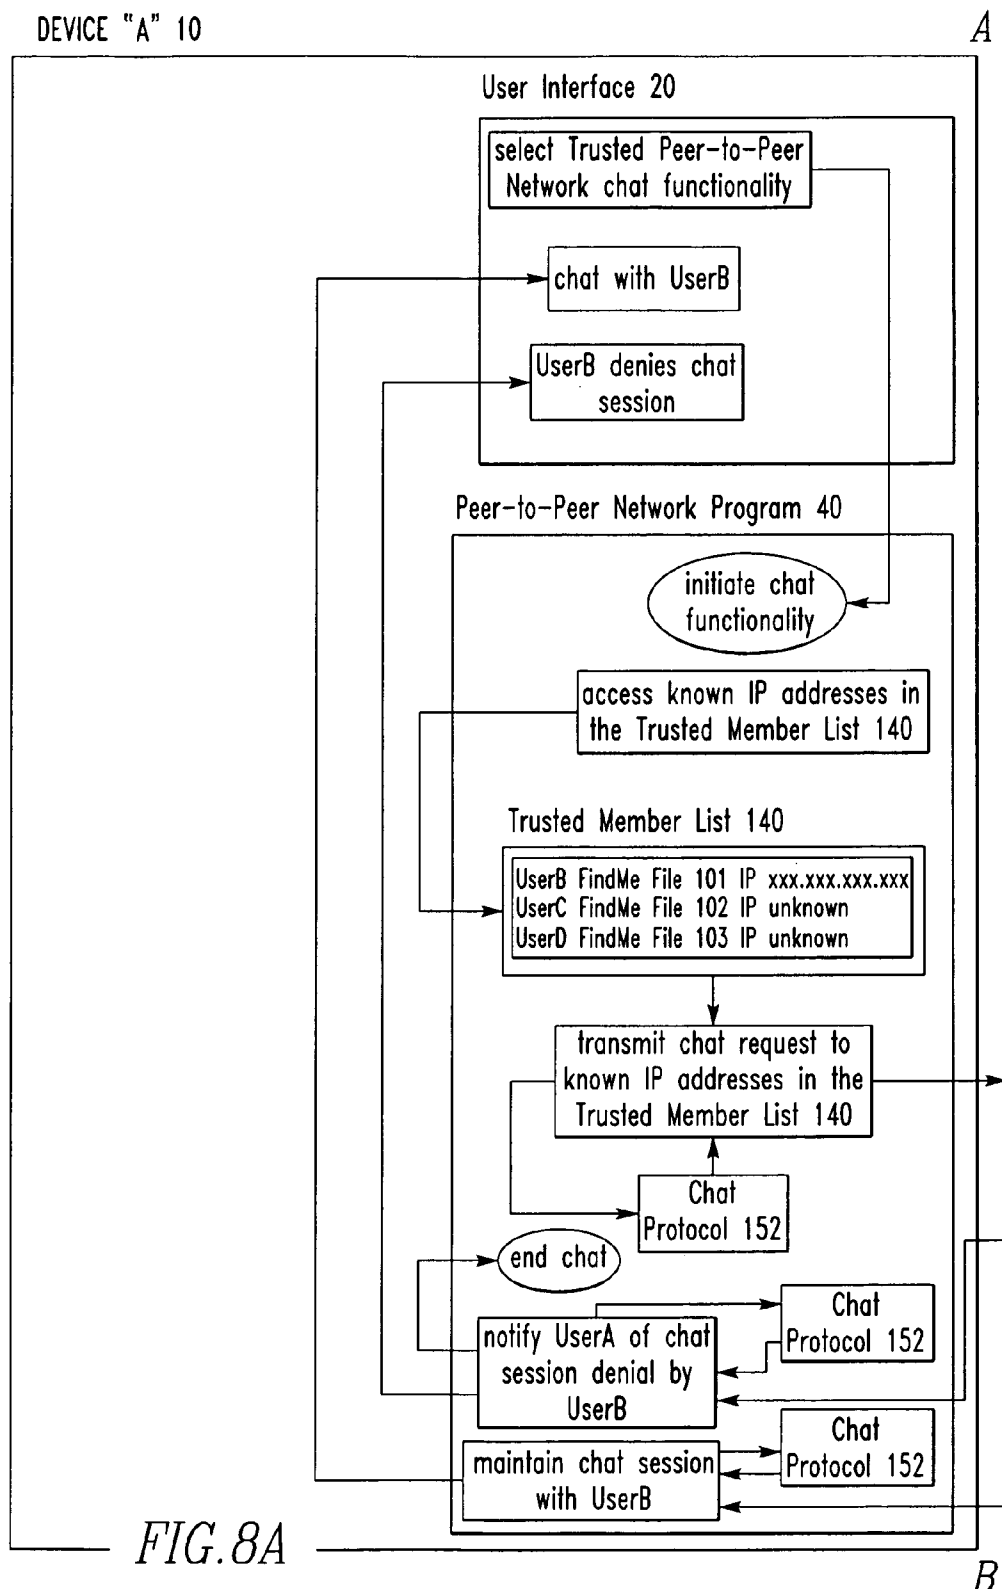 DEVICE "A" 10
A
User Interface 20
select Trusted Peer-to-Peer
Network chat functionality
chat with UserB
UserB denies chat
session
Peer-to-Peer Network Program 40
initiate chat
functionality
access known IP addresses in
the Trusted Member List 140
Trusted Member List 140
UserB FindMe File 101 IP xxx.xxx.xxx.xxx
UserC FindMe File 102 IP unknown
UserD FindMe File 103 IP unknown
transmit chat request to
known IP addresses in the
Trusted Member List 140
Chat
Protocol 152
end chat
Chat
Protocol 152
notify UserA of chat
session denial by
UserB
Chat
Protocol 152
maintain chat session
with UserB
FIG.8A
B